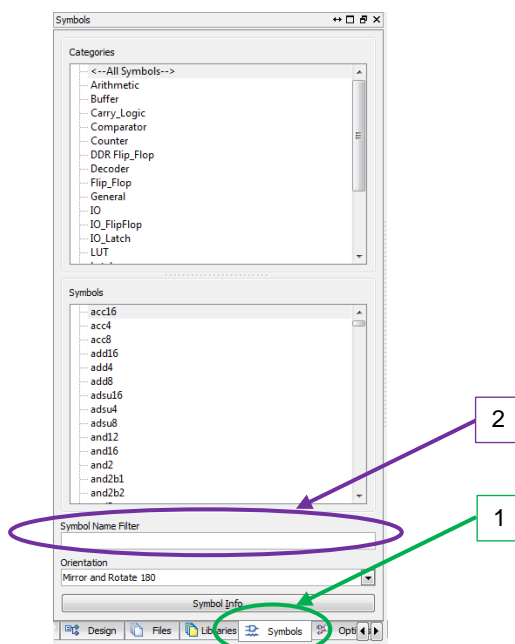 Symbols
Categories
<--All Symbols-->
Arithmetic
Buffer
Carry_Logic
Comparator
Counter
DDR Flip_Flop
Decoder
Flip_Flop
General
IO
IO_FlipFlop
IO_Latch
LUT
Symbols
acc16
acc4
acc8
add16
add4
add8
adsu16
adsu4
adsu8
and12
and16
and2
and2b1
and2b2
2
Symbol Name Filter
1
Orientation
Mirror and Rotate 180
Symbol Info
Design Files Libraries Symbols